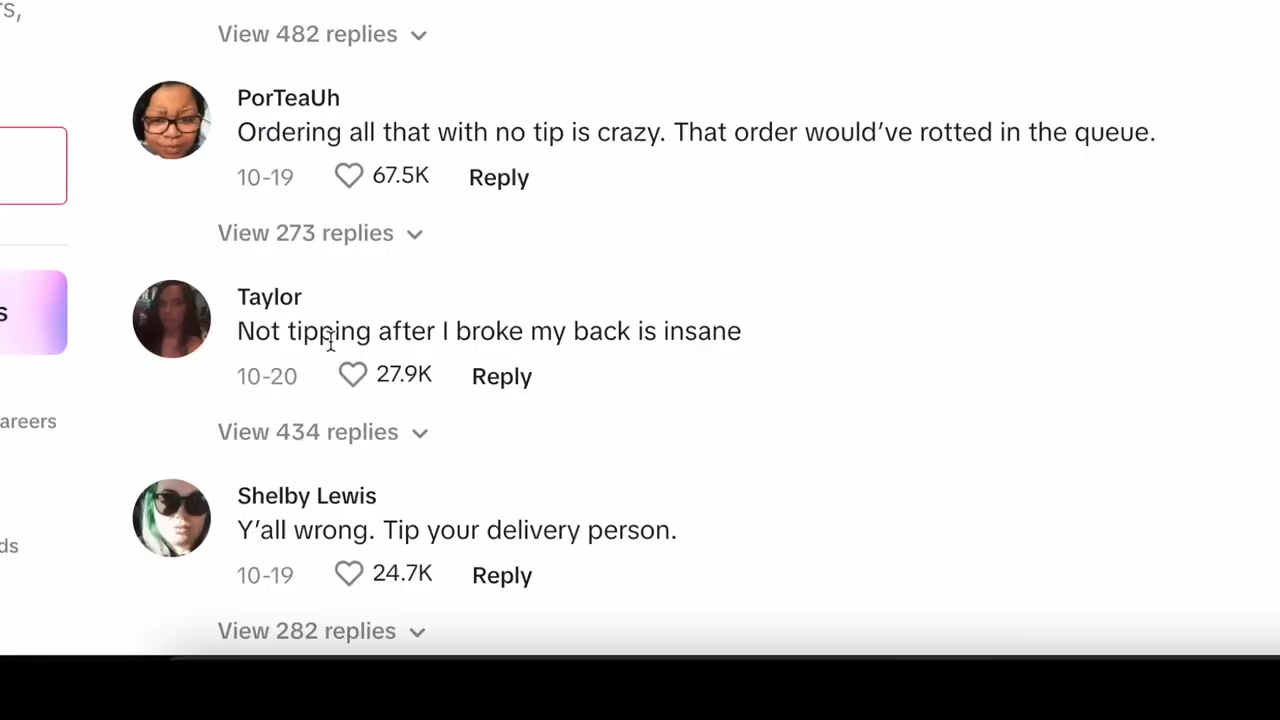 rs,
View 482 replies
PorTeaUh
Ordering all that with no tip is crazy. That order would've rotted in the queue.
10-19 67.5K Reply
View 273 replies
s
Taylor
Not tipping after I broke my back is insane
10-20 27.9K Reply
areers
View 434 replies
Shelby Lewis
Y'all wrong. Tip your delivery person.
ds
10-19 24.7K Reply
View 282 replies